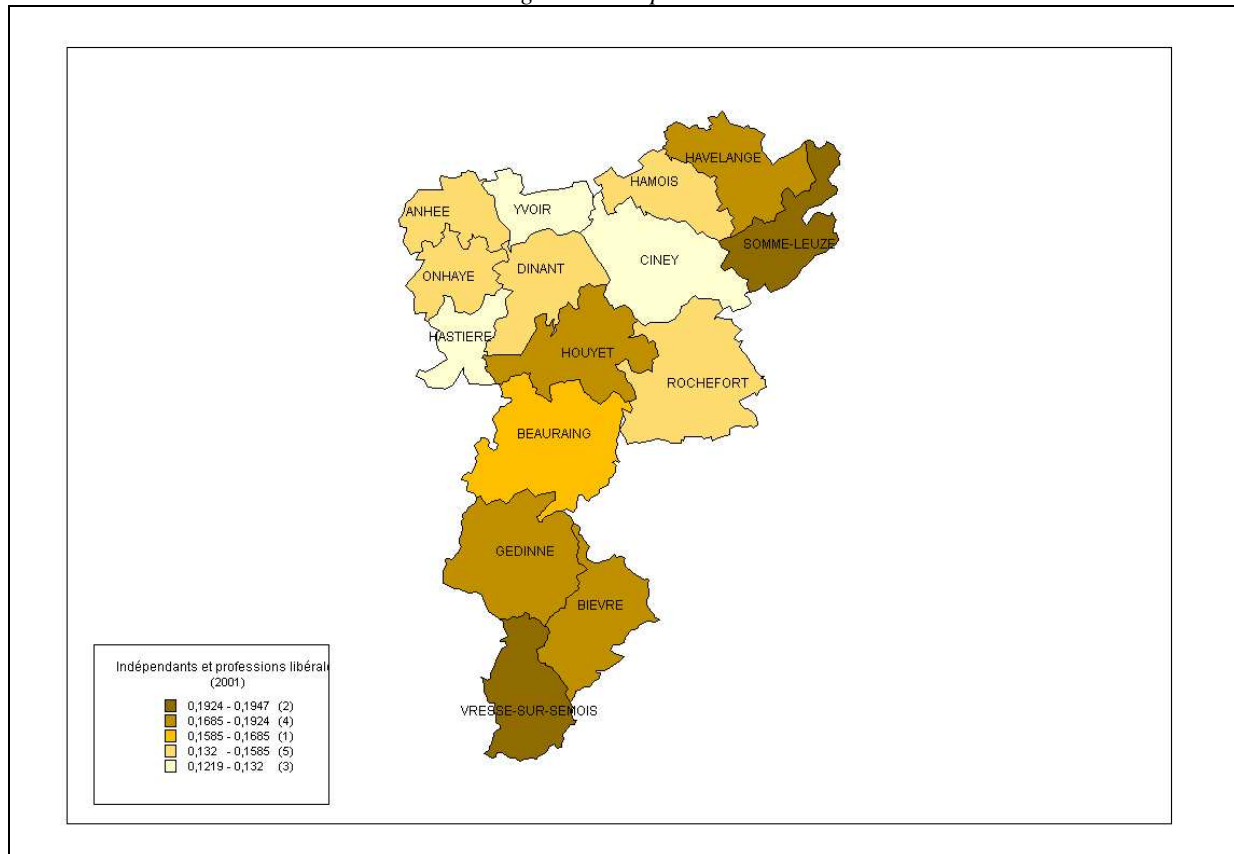 HAVELANGE
HAMOIS
ANHEE
YVOIR
SOMME-LEUZE
CINEY
DINANT
ONHAYE
HASTIERE
HOUYET
ROCHEFORT
BEAURAING
GEDINNE
BIEVRE
VRESSE-SUR-SEMOIS
Indépendants et professions libérale
(2001)
0,1924 - 0,1947 (2)
0,1685 - 0,1924 (4)
0,1585 - 0,1685 (1)
0,132 - 0,1585 (5)
0,1219 - 0,132 (3)